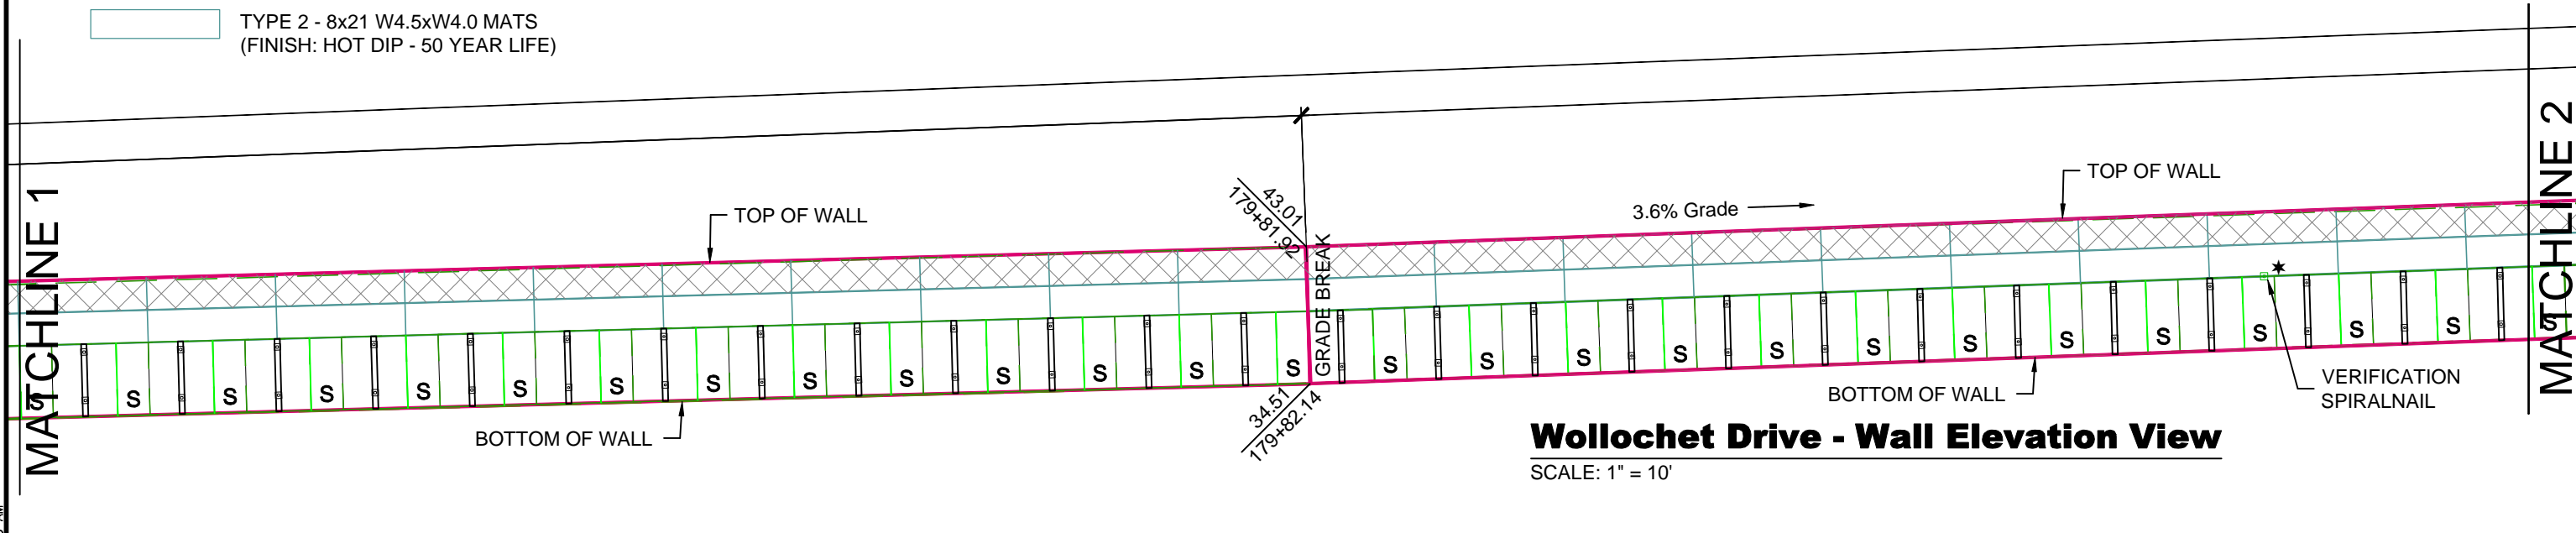 TYPE 2 - 8x21 W4.5xW4.0 MATS
(FINISH: HOT DIP - 50 YEAR LIFE)
MATCHLINE 1
TOP OF WALL
BOTTOM OF WALL
43.01
179+81.92
GRADE BREAK
34.51
179+82.14
3.6% Grade
TOP OF WALL
BOTTOM OF WALL
VERIFICATION
SPIRALNAIL
MATCHLINE 2
S S S S S S S S S S S S S S S S S S S S S S S S S S S
Wollochet Drive - Wall Elevation View
SCALE: 1" = 10'